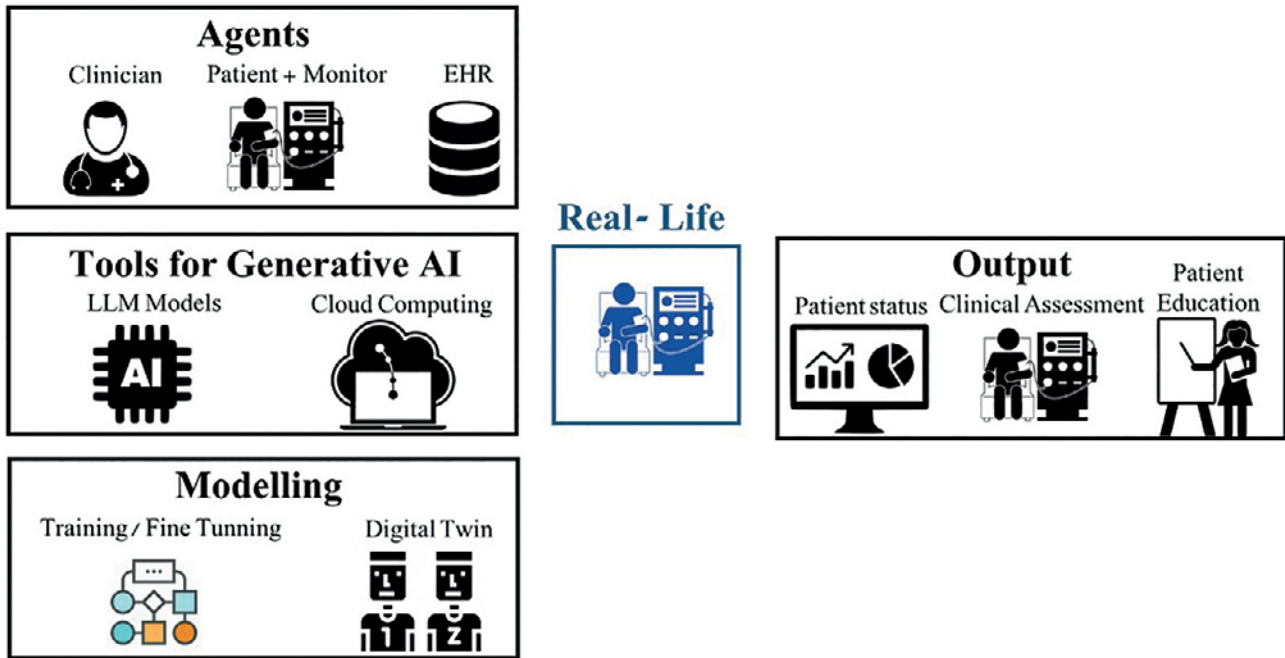 Agents
Clinician
Patient + Monitor
EHR
Tools for Generative AI
LLM Models
Cloud Computing
AI
Modelling
Training / Fine Tunning
Digital Twin
...
1
Z
Real- Life
Output
Patient status
Clinical Assessment
Patient
Education